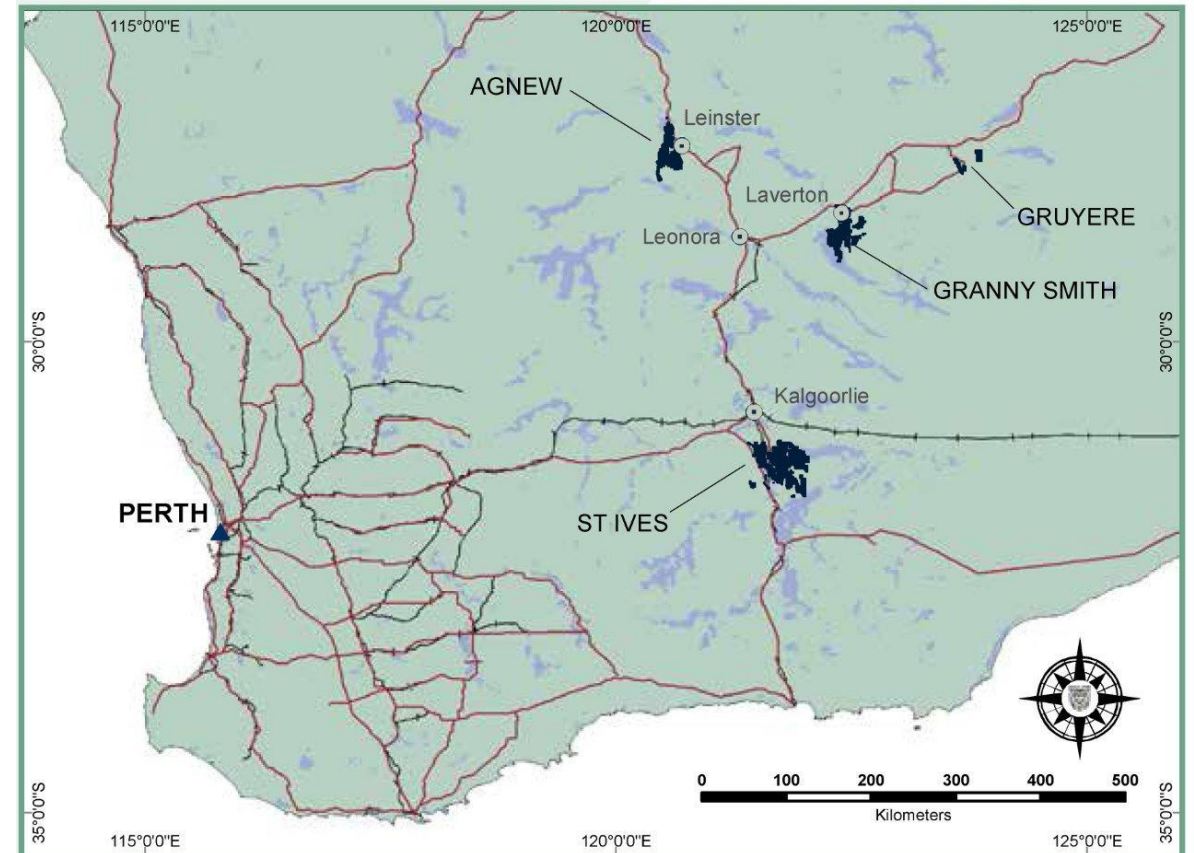 115°0'0"E
120°0'0"E
125°0'0"E
AGNEW
Leinster
Laverton
GRUYERE
Leonora
GRANNY SMITH
30°0'0"S
30°0'0"S
Kalgoorlie
PERTH
ST IVES
0 100 200 300 400 500
Kilometers
35°0'0"S
35°0'0"S
115°0'0"E
120°0'0"E
125°0'0"E